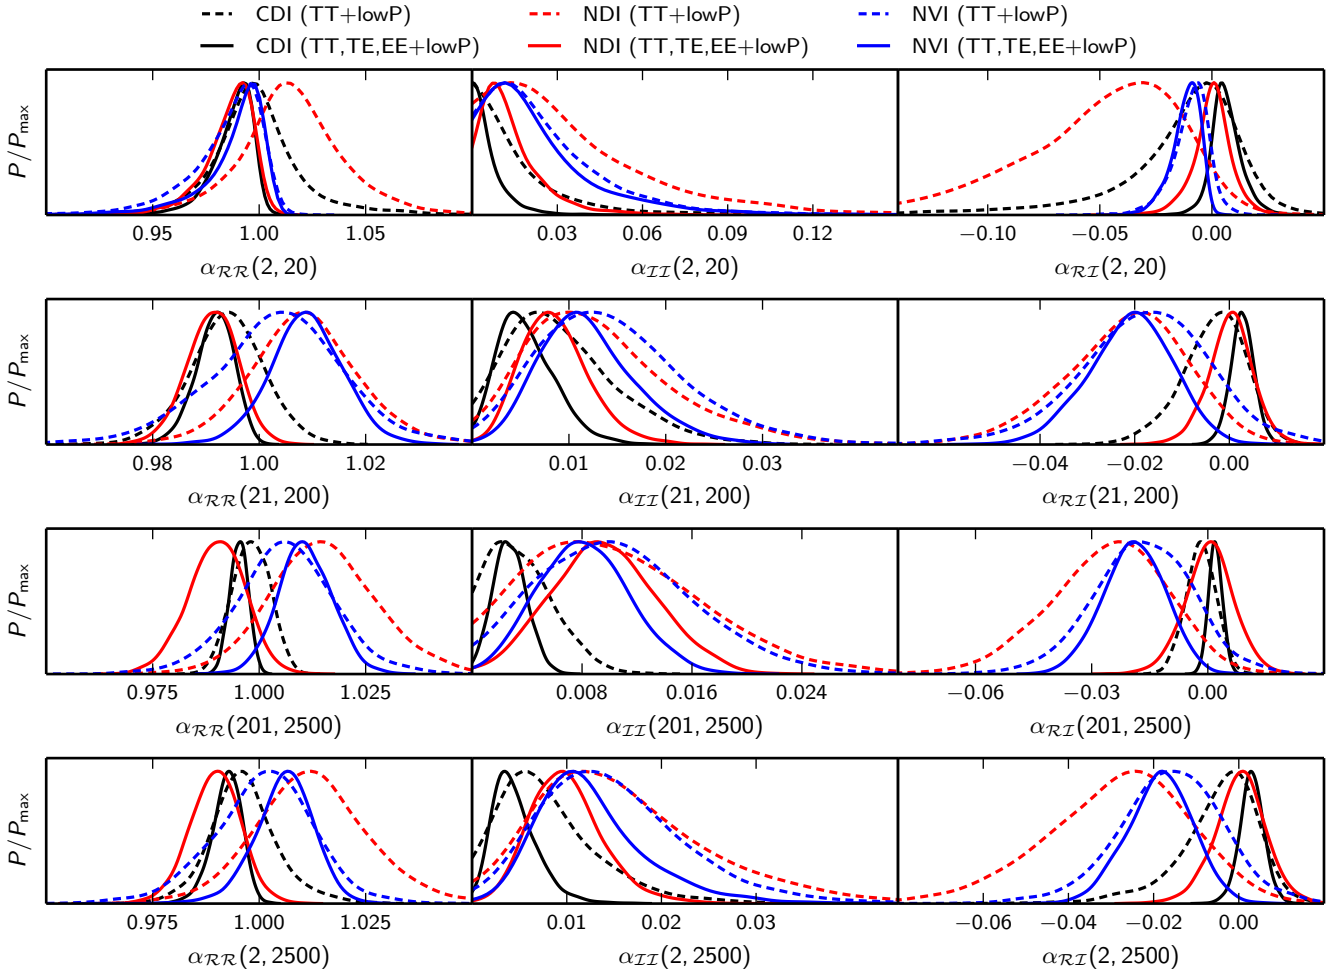 CDI (TT+lowP) NDI (TT+lowP) NVI (TT+lowP)
CDI (TT,TE,EE+lowP) NDI (TT,TE,EE+lowP) NVI (TT,TE,EE+lowP)
P/P_max
0.95 1.00 1.05 0.03 0.06 0.09 0.12 −0.10 −0.05 0.00
α_ℛℛ(2, 20) α_ℐℐ(2, 20) α_ℛℐ(2, 20)
P/P_max
0.98 1.00 1.02 0.01 0.02 0.03 −0.04 −0.02 0.00
α_ℛℛ(21, 200) α_ℐℐ(21, 200) α_ℛℐ(21, 200)
P/P_max
0.975 1.000 1.025 0.008 0.016 0.024 −0.06 −0.03 0.00
α_ℛℛ(201, 2500) α_ℐℐ(201, 2500) α_ℛℐ(201, 2500)
P/P_max
0.975 1.000 1.025 0.01 0.02 0.03 −0.06 −0.04 −0.02 0.00
α_ℛℛ(2, 2500) α_ℐℐ(2, 2500) α_ℛℐ(2, 2500)